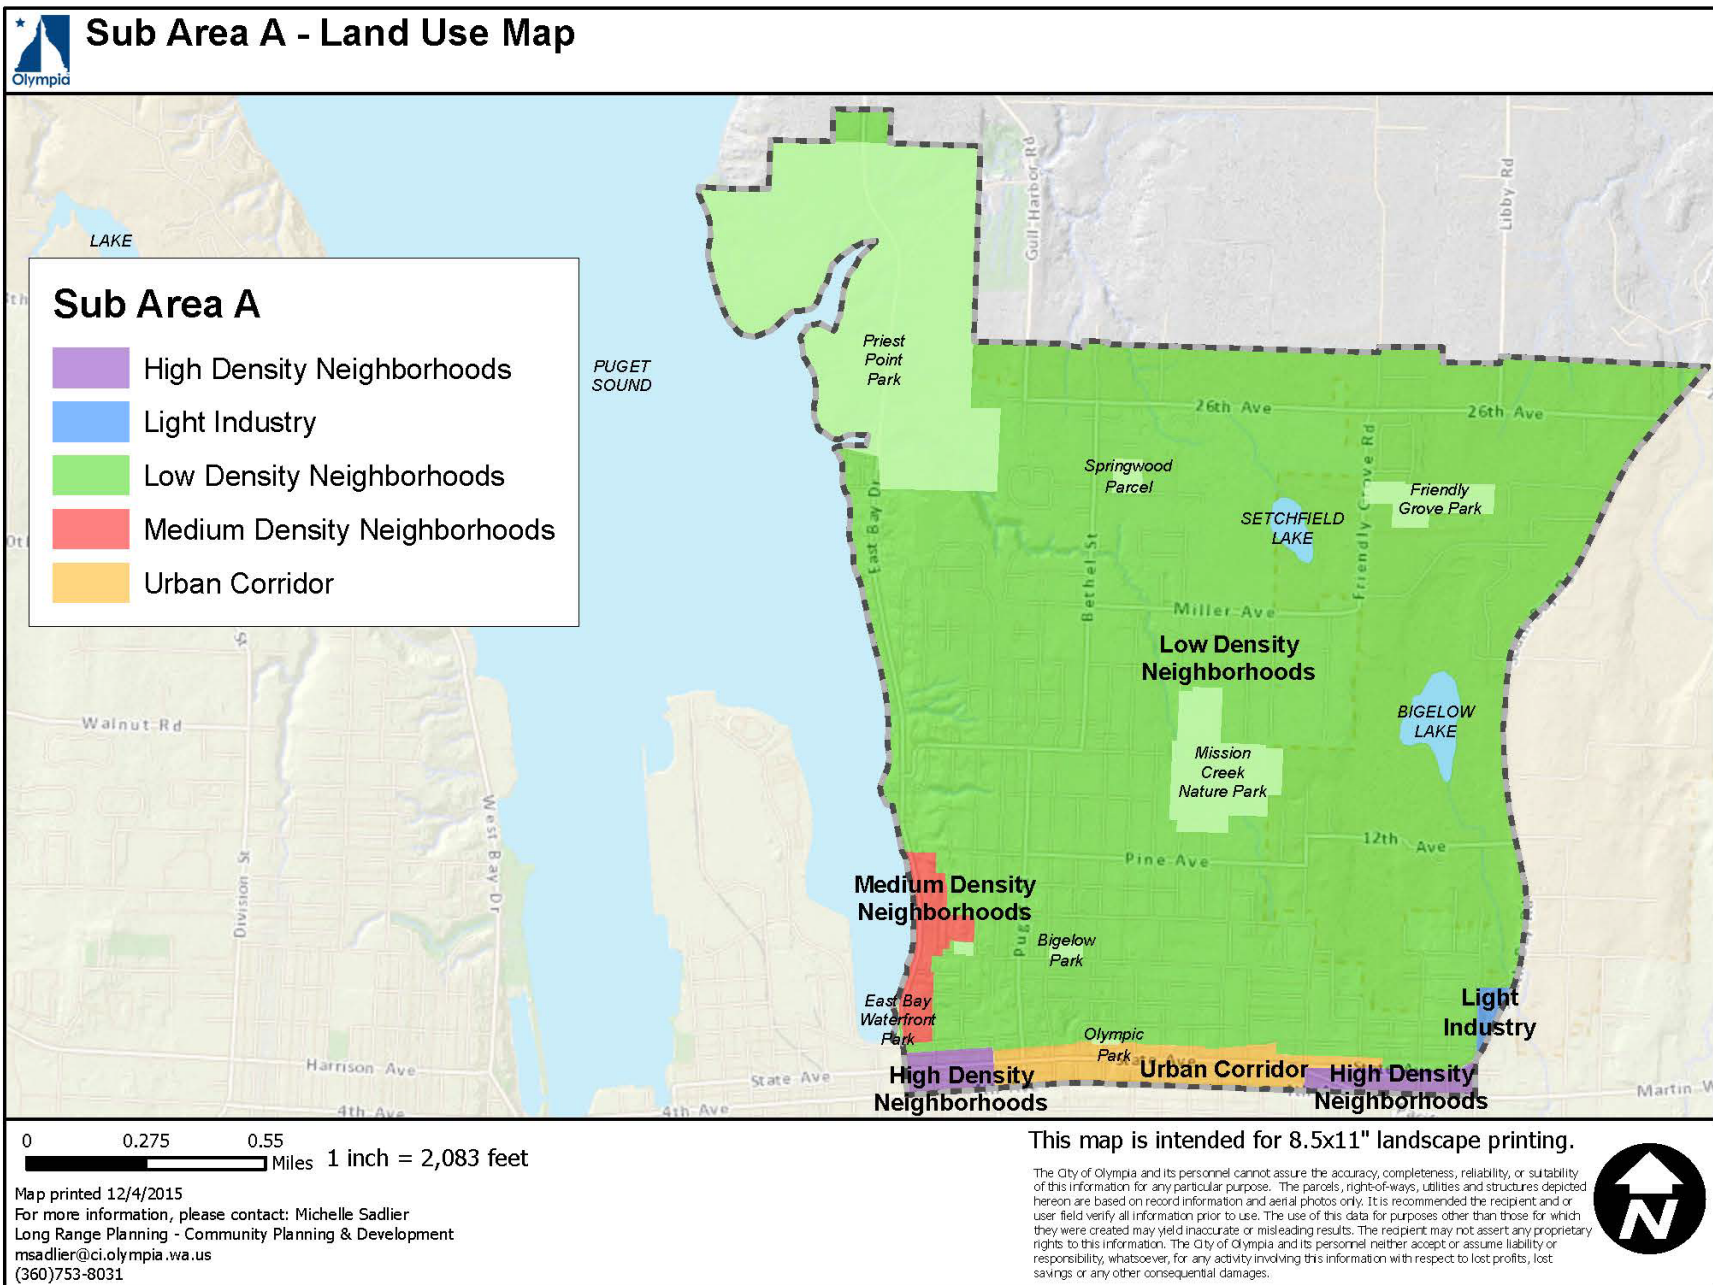 Sub Area A - Land Use Map
Olympia
LAKE
Sub Area A
High Density Neighborhoods
Light Industry
Low Density Neighborhoods
Medium Density Neighborhoods
Urban Corridor
PUGET
SOUND
Gull Harbor Rd
Libby Rd
Priest
Point
Park
26th Ave
26th Ave
Springwood
Parcel
Friendly
Grove Park
SETCHFIELD
LAKE
Friendly Grove Rd
East Bay Dr
Bethel St
Miller Ave
Low Density
Neighborhoods
BIGELOW
LAKE
Walnut Rd
Mission
Creek
Nature Park
West Bay Dr
Division St
12th Ave
Pine Ave
Medium Density
Neighborhoods
Bigelow
Park
East Bay
Waterfront
Park
Light
Industry
Olympic
Park
State Ave
Urban Corridor
High Density
Neighborhoods
High Density
Neighborhoods
Harrison Ave
State Ave
4th Ave
4th Ave
Martin W
0 0.275 0.55
Miles 1 inch = 2,083 feet
Map printed 12/4/2015
For more information, please contact: Michelle Sadlier
Long Range Planning - Community Planning & Development
msadlier@ci.olympia.wa.us
(360)753-8031
This map is intended for 8.5x11" landscape printing.
The City of Olympia and its personnel cannot assure the accuracy, completeness, reliability, or suitability
of this information for any particular purpose. The parcels, right-of-ways, utilities and structures depicted
hereon are based on record information and aerial photos only. It is recommended the recipient and or
user field verify all information prior to use. The use of this data for purposes other than those for which
they were created may yield inaccurate or misleading results. The recipient may not assert any proprietary
rights to this information. The City of Olympia and its personnel neither accept or assume liability or
responsibility, whatsoever, for any activity involving this information with respect to lost profits, lost
savings or any other consequential damages.
N